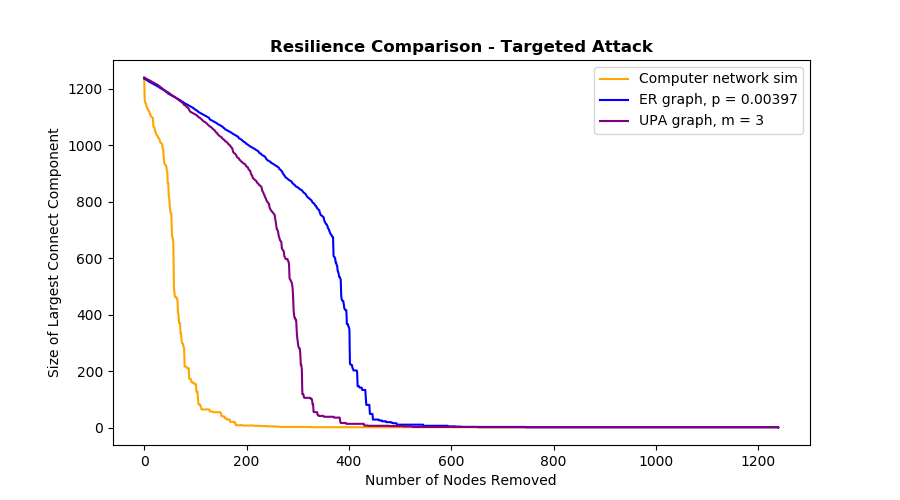 Resilience Comparison - Targeted Attack
Computer network sim
ER graph, p = 0.00397
UPA graph, m = 3
Size of Largest Connect Component
1200
1000
800
600
400
200
0
0 200 400 600 800 1000 1200
Number of Nodes Removed